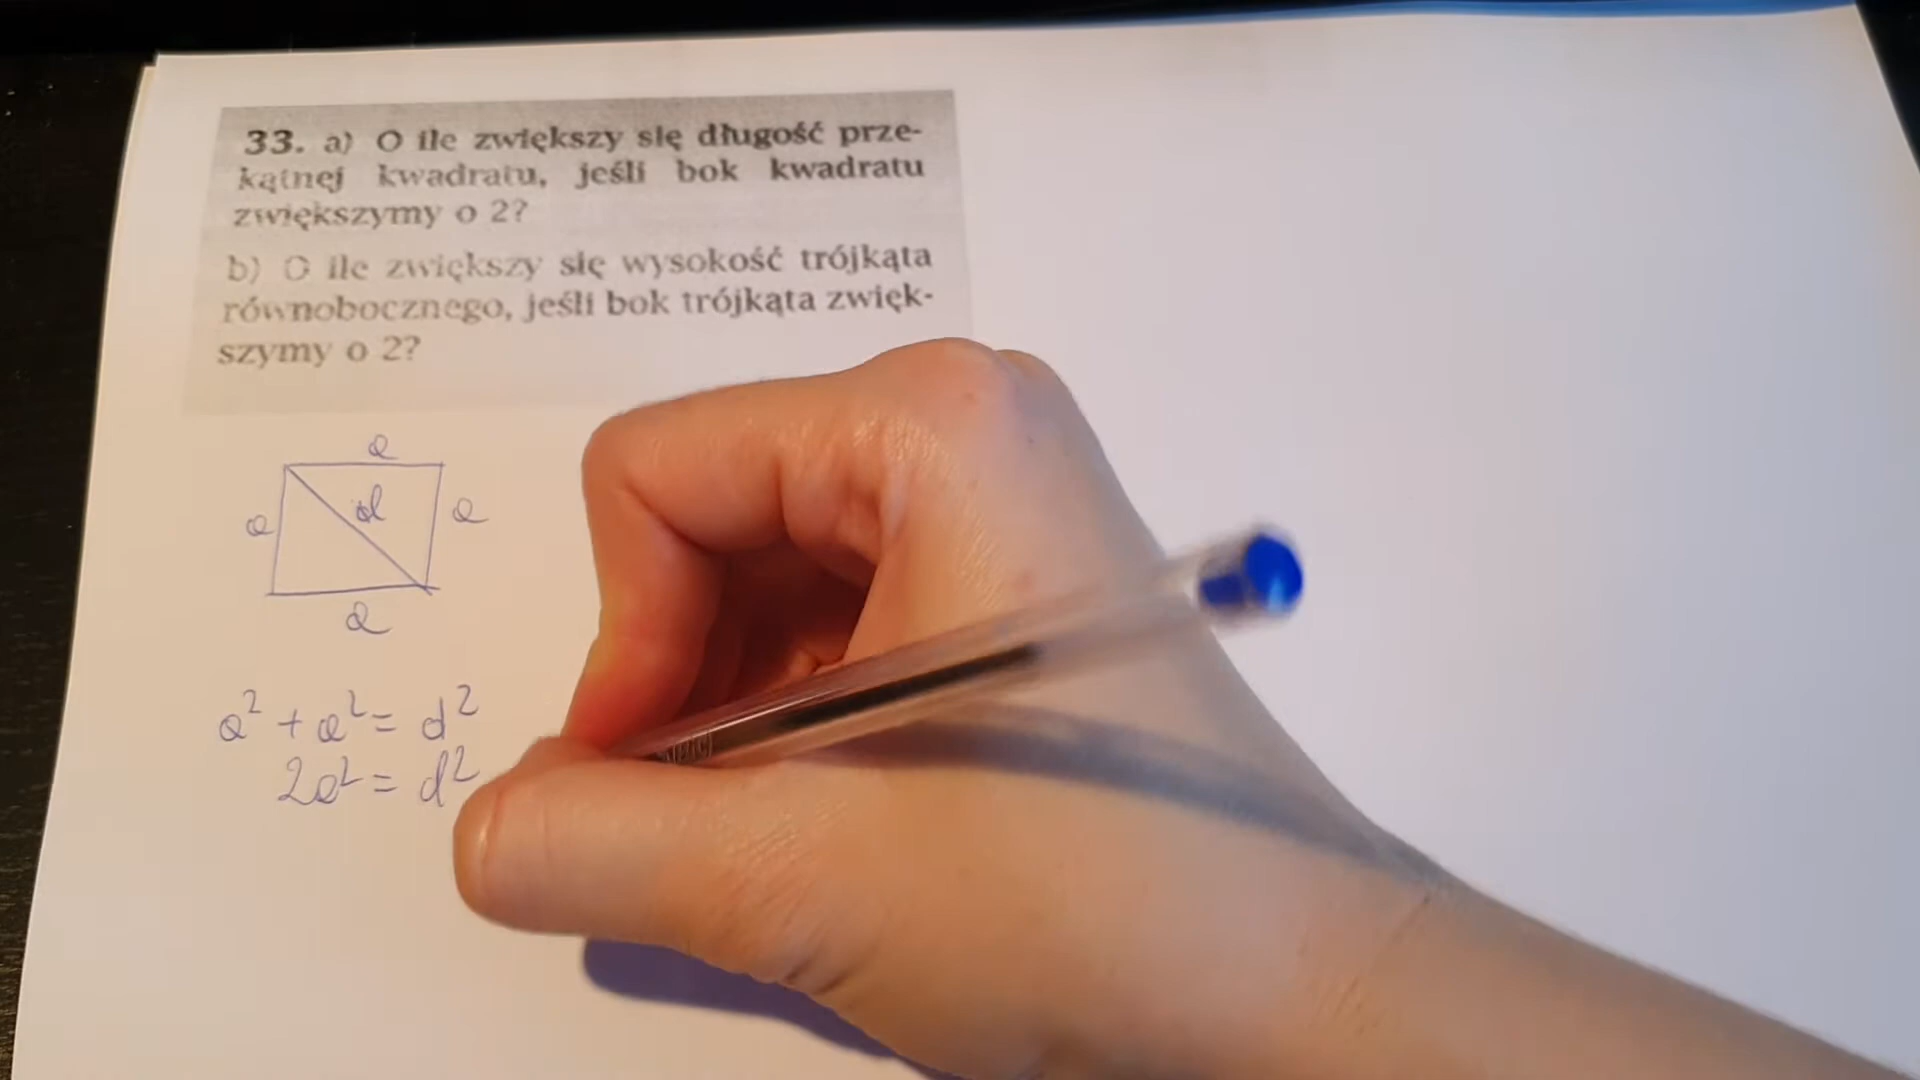 33. a) O ile zwiększy się długość prze-
kątnej kwadratu, jeśli bok kwadratu
zwiększymy o 2?
b) O ile zwiększy się wysokość trójkąta
równobocznego, jeśli bok trójkąta zwięk-
szymy o 2?
a
a d a
a
a² + a² = d²
2a² = d²